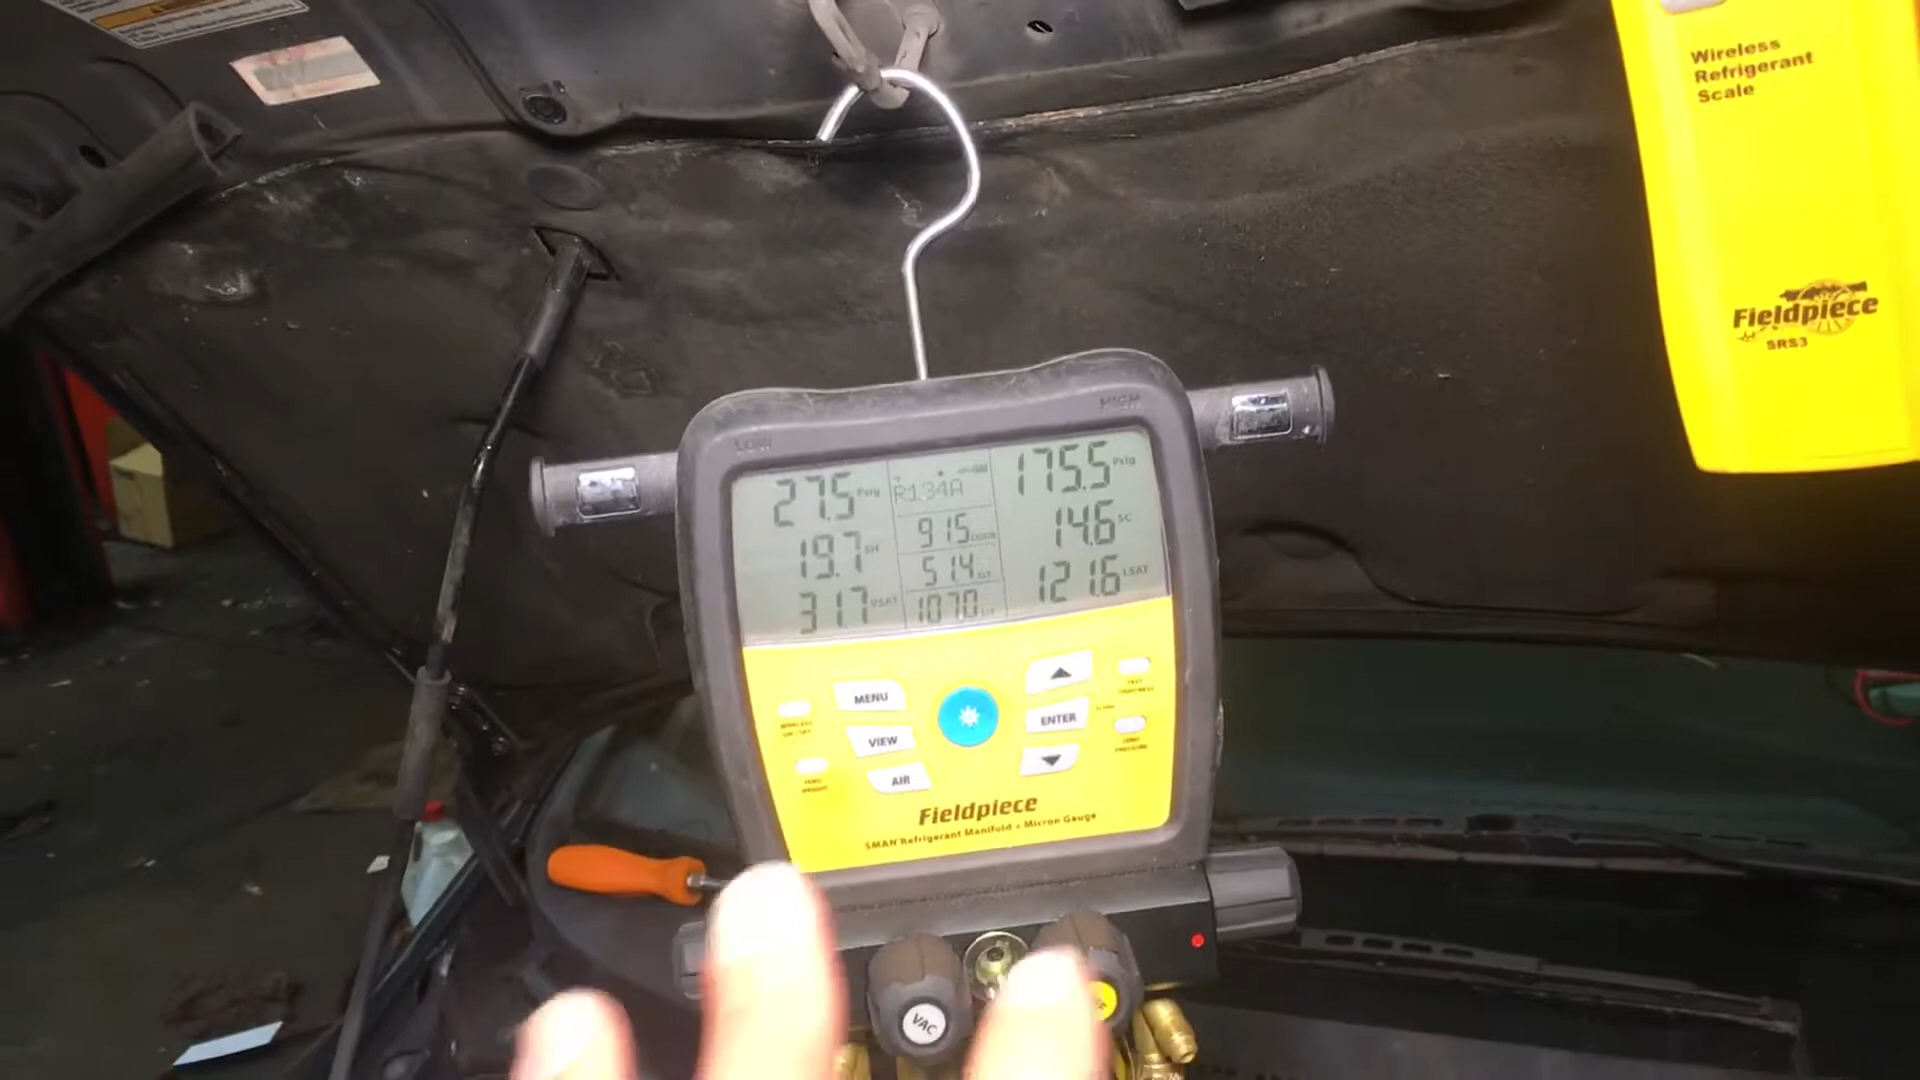 Wireless
Refrigerant
Scale
Fieldpiece
SRS3
LOW
HIGH
27.5 Psig
R134A
175.5 Psig
19.7 SH
91.5
14.6 SC
31.7 VSAT
51.4 SLT
121.6 LSAT
107.0
MENU
VIEW
ENTER
AIR
Fieldpiece
SMAN Refrigerant Manifold + Micron Gauge
VAC